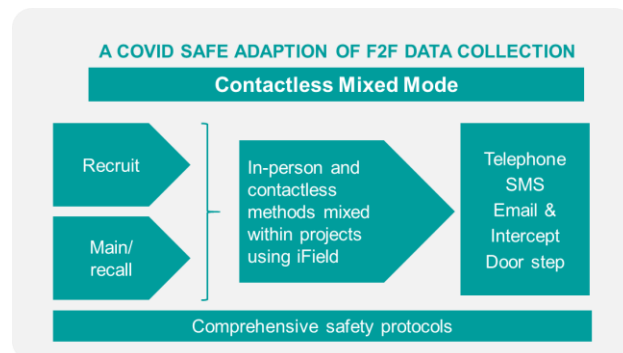 A COVID SAFE ADAPTION OF F2F DATA COLLECTION
Contactless Mixed Mode
Recruit
Main/
recall
In-person and
contactless
methods mixed
within projects
using iField
Telephone
SMS
Email &
Intercept
Door step
Comprehensive safety protocols